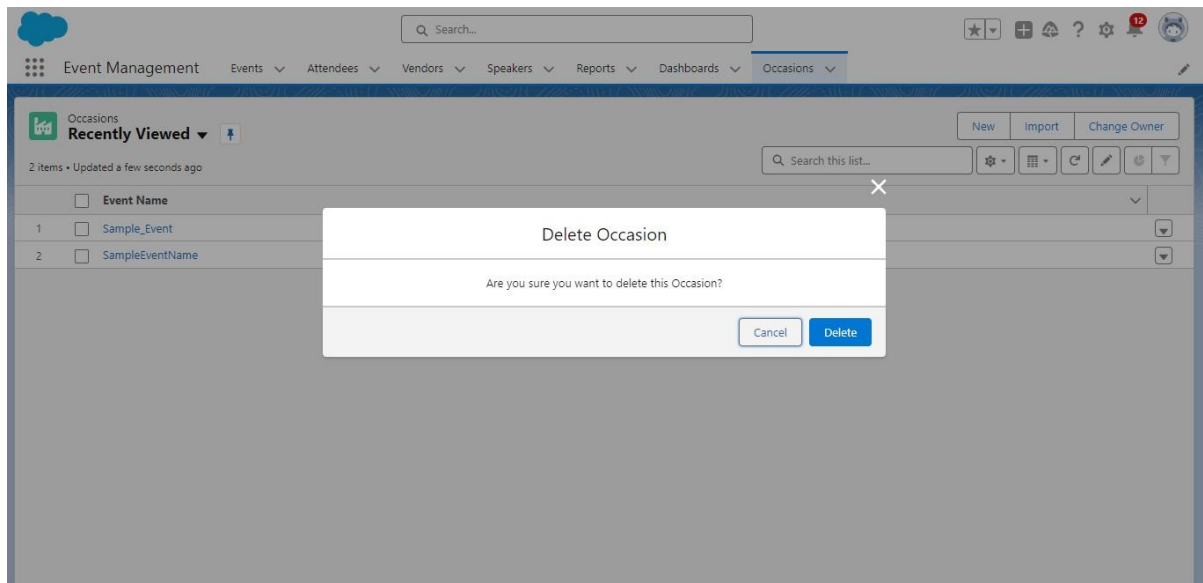 Search...
12
Event Management Events Attendees Vendors Speakers Reports Dashboards Occasions
Occasions
Recently Viewed
New Import Change Owner
2 items • Updated a few seconds ago
Search this list...
Event Name
1 Sample_Event
2 SampleEventName
Delete Occasion
Are you sure you want to delete this Occasion?
Cancel Delete